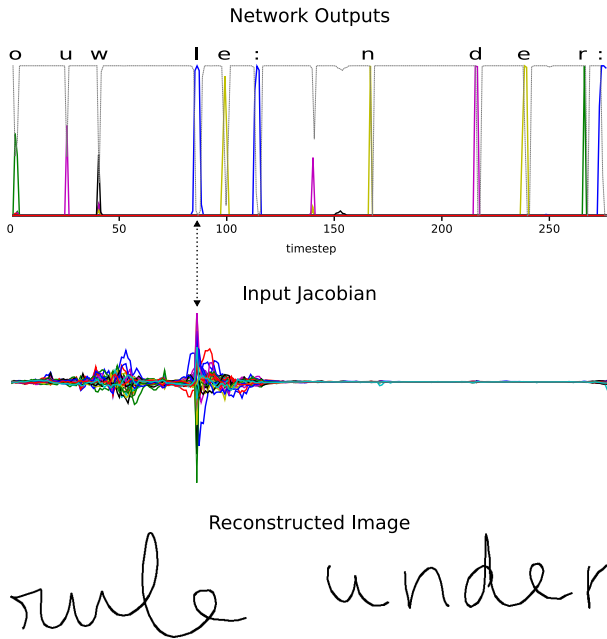 Network Outputs
o u w l e : n d e r :
0 50 100 150 200 250
timestep
Input Jacobian
Reconstructed Image
rule under